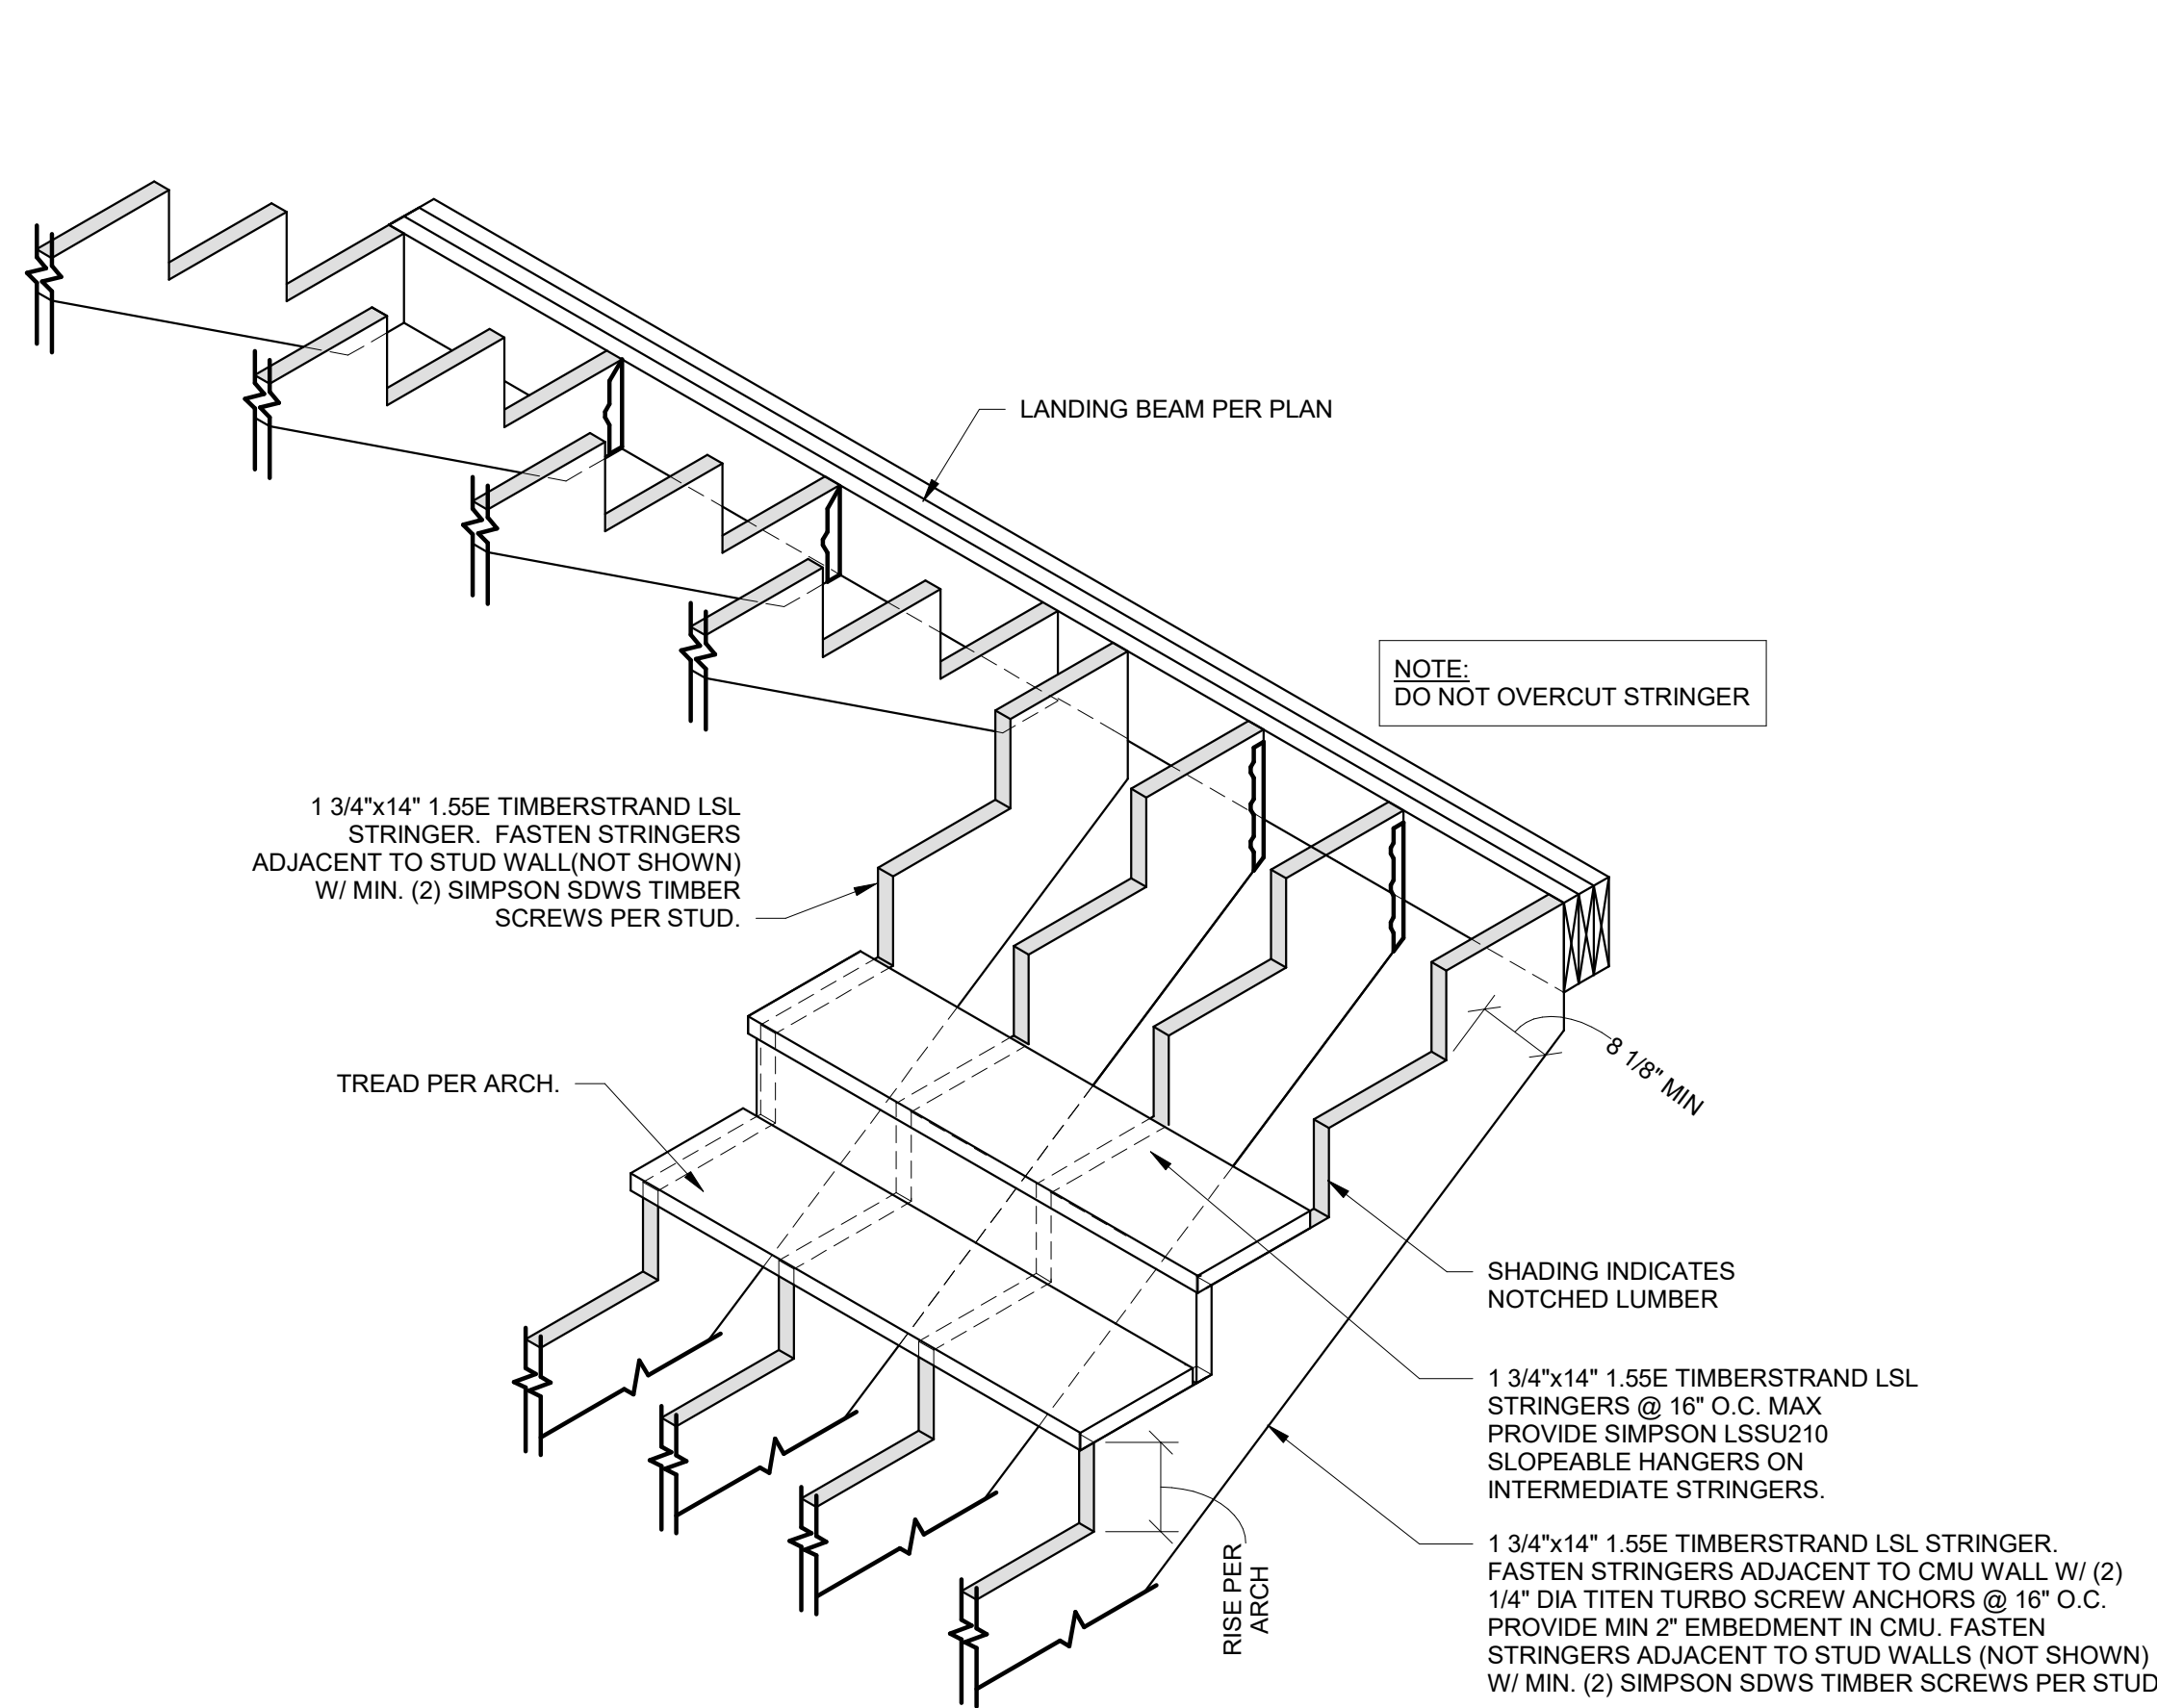 LANDING BEAM PER PLAN
NOTE:
DO NOT OVERCUT STRINGER
1 3/4"x14" 1.55E TIMBERSTRAND LSL
STRINGER.  FASTEN STRINGERS
ADJACENT TO STUD WALL(NOT SHOWN)
W/ MIN. (2) SIMPSON SDWS TIMBER
SCREWS PER STUD.
8 1/8" MIN
TREAD PER ARCH.
SHADING INDICATES
NOTCHED LUMBER
1 3/4"x14" 1.55E TIMBERSTRAND LSL
STRINGERS @ 16" O.C. MAX
PROVIDE SIMPSON LSSU210
SLOPEABLE HANGERS ON
INTERMEDIATE STRINGERS.
RISE PER
ARCH
1 3/4"x14" 1.55E TIMBERSTRAND LSL STRINGER.
FASTEN STRINGERS ADJACENT TO CMU WALL W/ (2)
1/4" DIA TITEN TURBO SCREW ANCHORS @ 16" O.C.
PROVIDE MIN 2" EMBEDMENT IN CMU. FASTEN
STRINGERS ADJACENT TO STUD WALLS (NOT SHOWN)
W/ MIN. (2) SIMPSON SDWS TIMBER SCREWS PER STUD